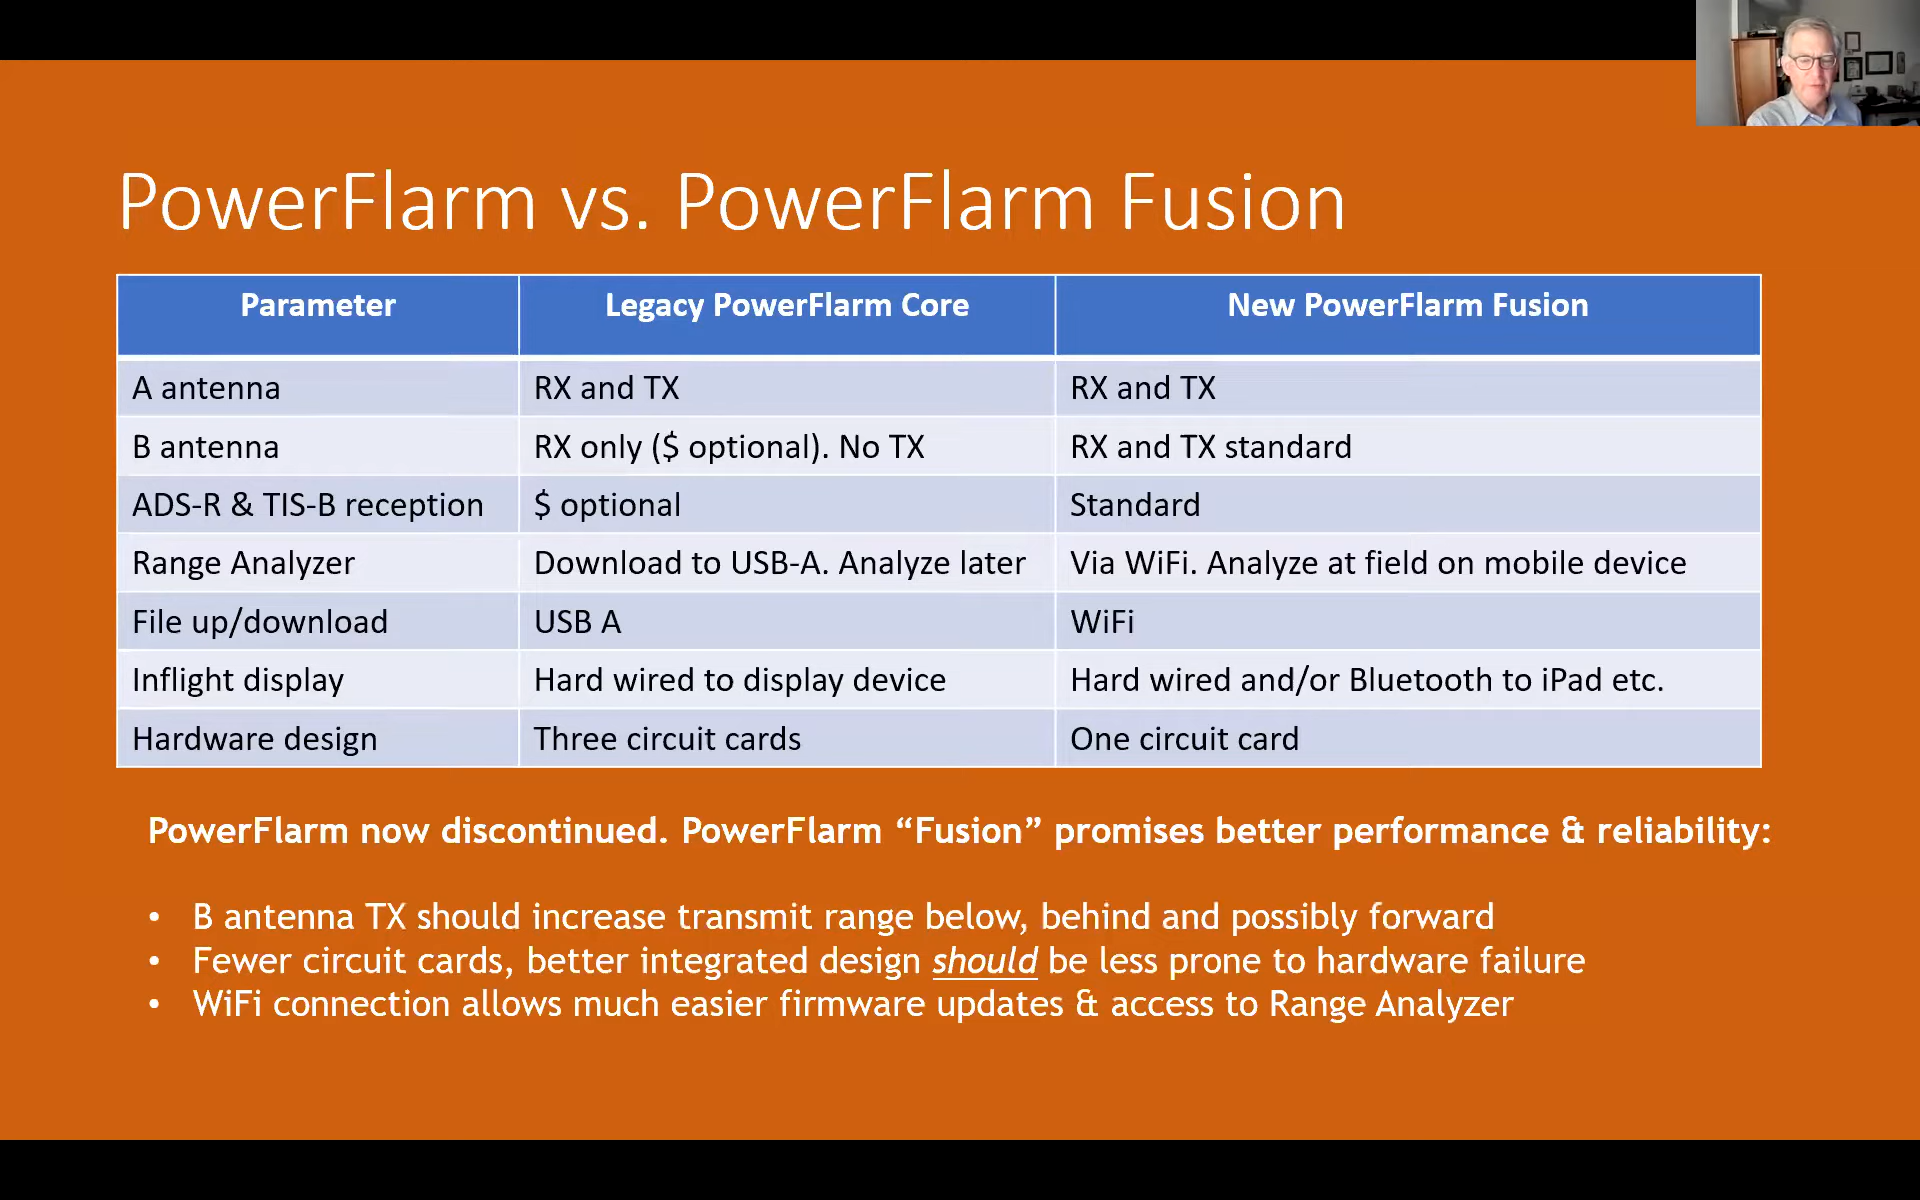 PowerFlarm vs. PowerFlarm Fusion
Parameter Legacy PowerFlarm Core New PowerFlarm Fusion
A antenna RX and TX RX and TX
B antenna RX only ($ optional). No TX RX and TX standard
ADS-R & TIS-B reception $ optional Standard
Range Analyzer Download to USB-A. Analyze later Via WiFi. Analyze at field on mobile device
File up/download USB A WiFi
Inflight display Hard wired to display device Hard wired and/or Bluetooth to iPad etc.
Hardware design Three circuit cards One circuit card
PowerFlarm now discontinued. PowerFlarm “Fusion” promises better performance & reliability:
• B antenna TX should increase transmit range below, behind and possibly forward
• Fewer circuit cards, better integrated design should be less prone to hardware failure
• WiFi connection allows much easier firmware updates & access to Range Analyzer